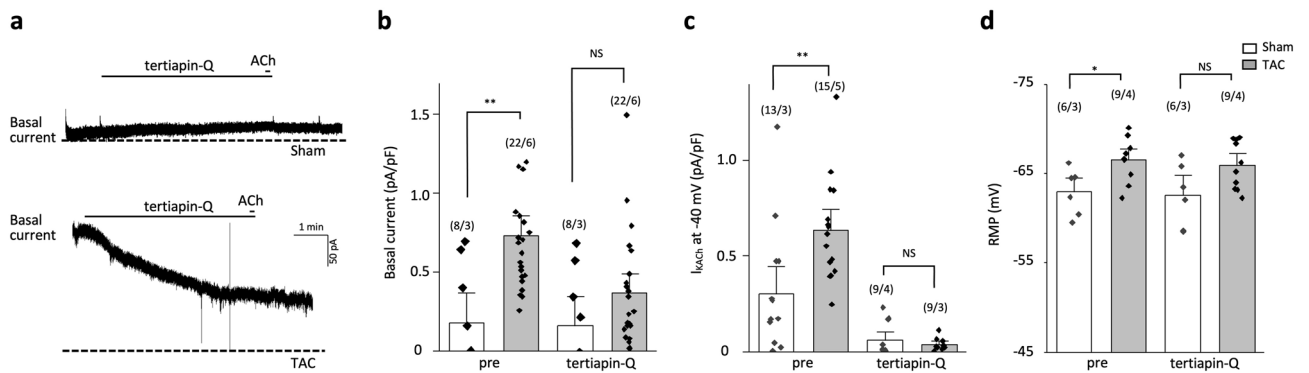 a
tertiapin-Q
ACh
Basal
current
Sham
tertiapin-Q
ACh
Basal
current
1 min
50 pA
TAC
b
NS
(22/6)
**
(22/6)
(8/3)
(8/3)
Basal current (pA/pF)
1.5
1.0
0.5
0
pre
tertiapin-Q
c
**
(15/5)
(13/3)
NS
(9/4)
(9/3)
IKACh at -40 mV (pA/pF)
1.0
0.5
0
pre
tertiapin-Q
d
Sham
TAC
*
NS
(6/3)
(9/4)
(6/3)
(9/4)
RMP (mV)
-75
-65
-55
-45
pre
tertiapin-Q